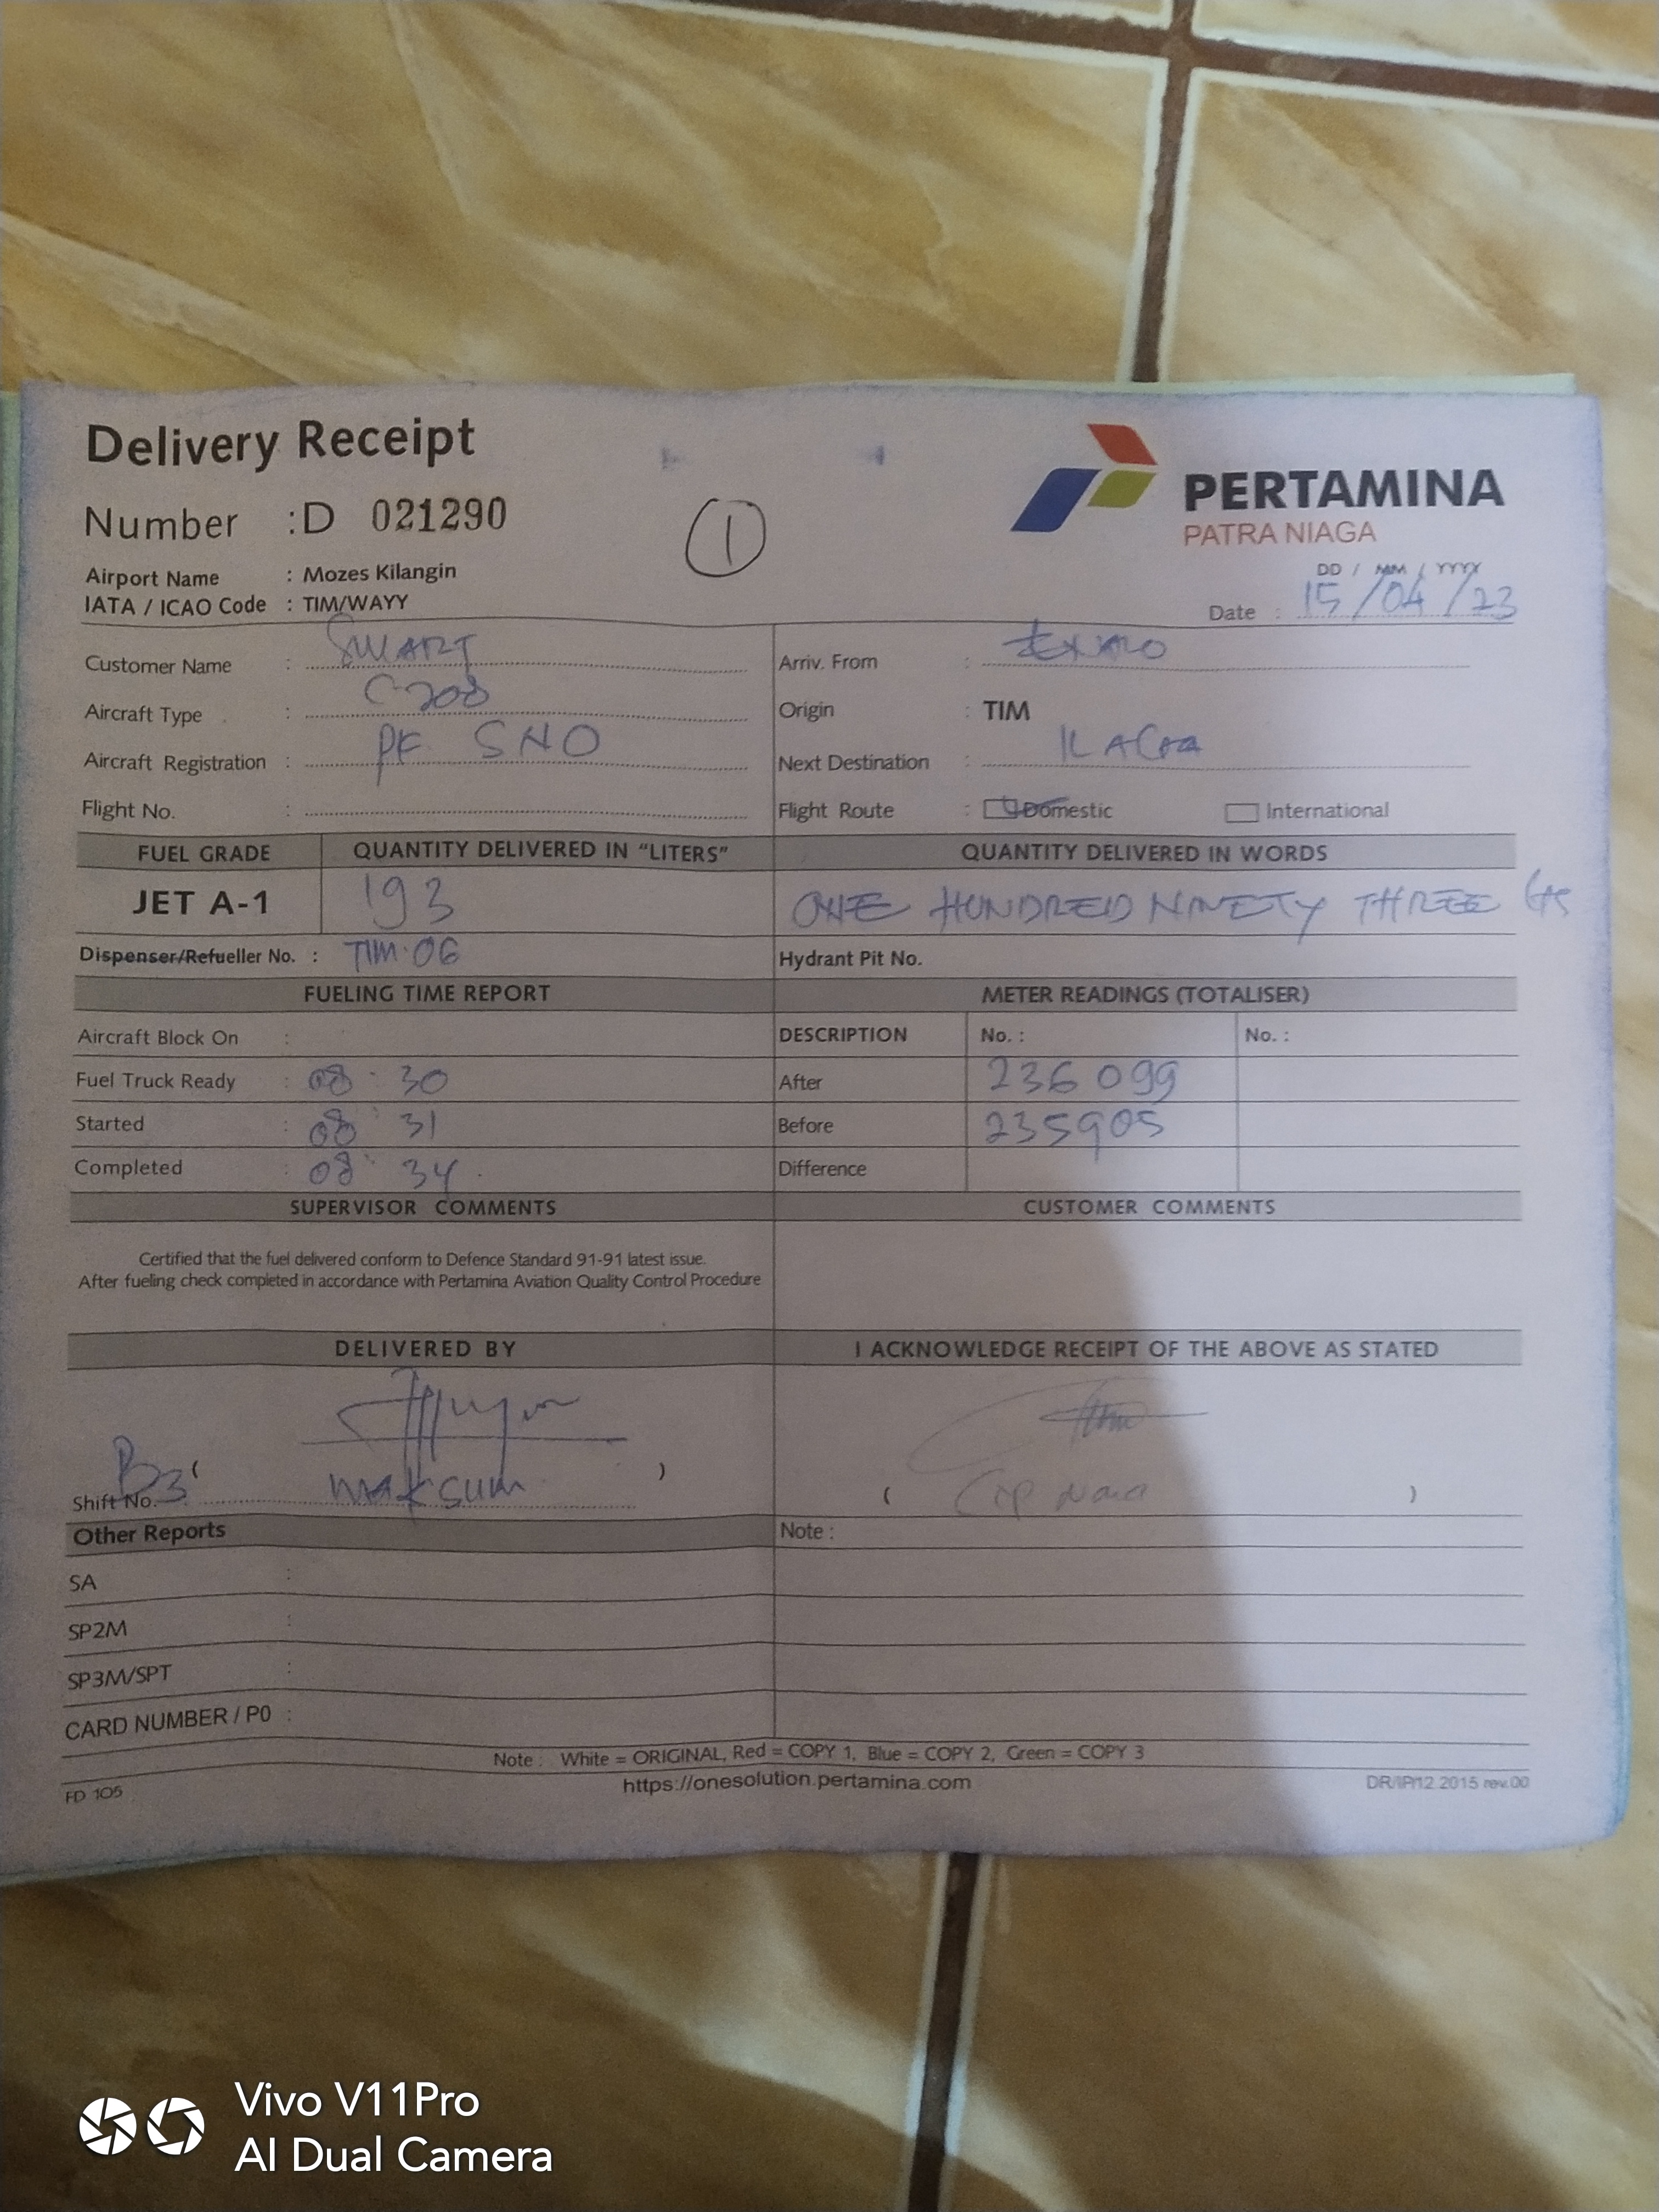 Delivery Receipt
Number :D 021290
1
PERTAMINA
PATRA NIAGA
Airport Name : Mozes Kilangin
IATA / ICAO Code : TIM/WAYY
DD / MM / YYYY
Date : 15/04/23
Customer Name : SMART
Arriv. From :
Aircraft Type : C208
Origin : TIM
Aircraft Registration : PK SNO
Next Destination :
Flight No. :
Flight Route : Domestic International
FUEL GRADE QUANTITY DELIVERED IN "LITERS" QUANTITY DELIVERED IN WORDS
JET A-1 193 ONE HUNDRED NINETY THREE
Dispenser/Refueller No. : TIM·06 Hydrant Pit No.
FUELING TIME REPORT METER READINGS (TOTALISER)
Aircraft Block On : DESCRIPTION No. : No. :
Fuel Truck Ready : 08 30 After 236099
Started : 08 31 Before 235905
Completed : 08 34 Difference
SUPERVISOR COMMENTS CUSTOMER COMMENTS
Certified that the fuel delivered conform to Defence Standard 91-91 latest issue.
After fueling check completed in accordance with Pertamina Aviation Quality Control Procedure
DELIVERED BY I ACKNOWLEDGE RECEIPT OF THE ABOVE AS STATED
Shift No. B3 ( maksum ) ( )
Other Reports Note :
SA :
SP2M :
SP3M/SPT :
CARD NUMBER / P0 :
Note : White = ORIGINAL, Red = COPY 1, Blue = COPY 2, Green = COPY 3
FD 105 https://onesolution.pertamina.com DR/IP/12.2015 rev.00
Vivo V11Pro
AI Dual Camera